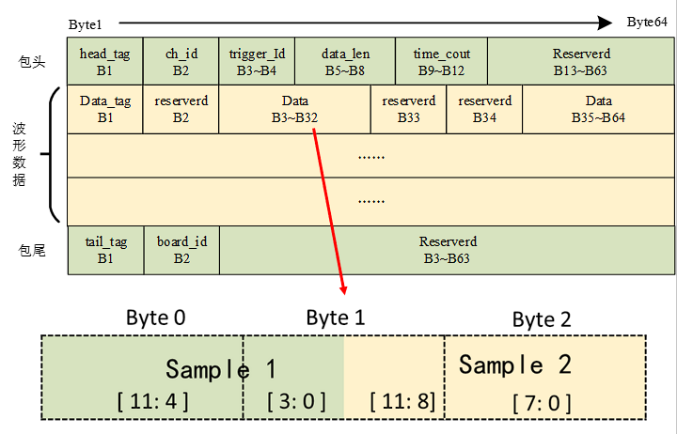 Byte1
Byte64
包头
head_tag
B1
ch_id
B2
trigger_Id
B3~B4
data_len
B5~B8
time_cout
B9~B12
Reserverd
B13~B63
波形数据
Data_tag
B1
reserverd
B2
Data
B3~B32
reserverd
B33
reserverd
B34
Data
B35~B64
......
......
包尾
tail_tag
B1
board_id
B2
Reserverd
B3~B63
Byte 0
Byte 1
Byte 2
Sample 1
Sample 2
[ 11: 4 ]
[ 3: 0 ]
[ 11: 8]
[ 7: 0 ]